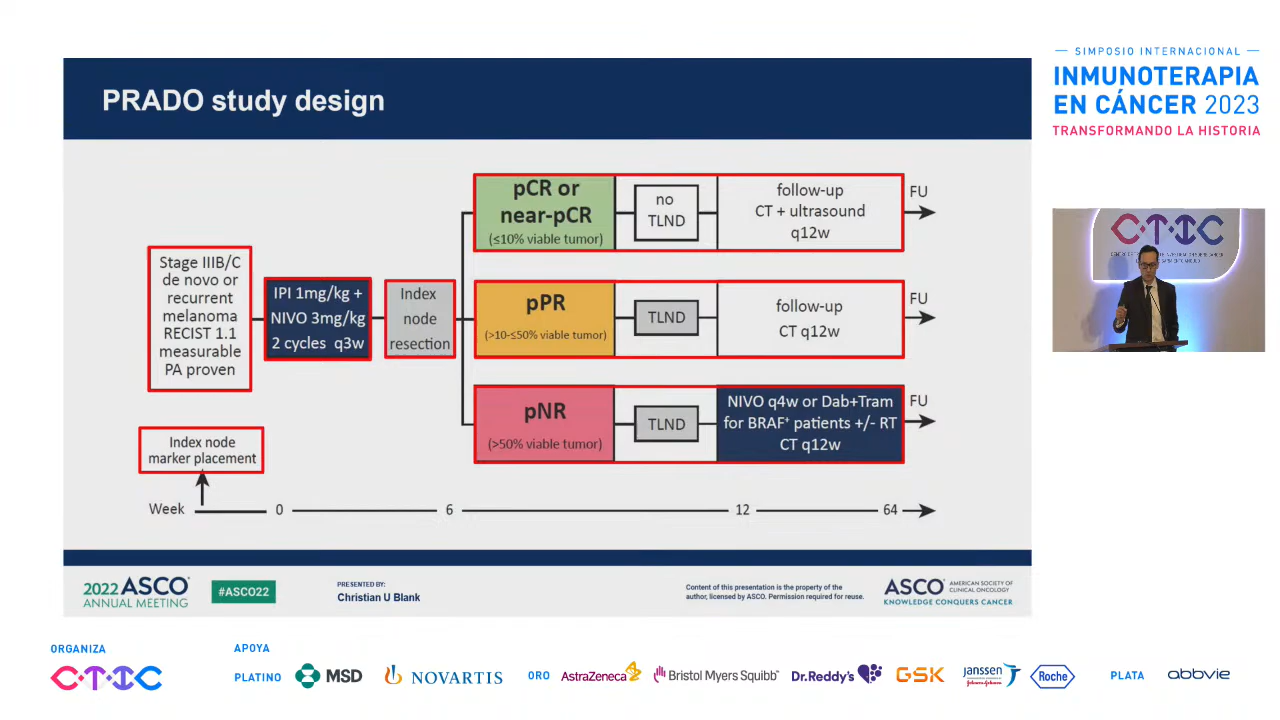 PRADO study design
Stage IIIB/C
de novo or
recurrent
melanoma
RECIST 1.1
measurable
PA proven
Index node
marker placement
IPI 1mg/kg +
NIVO 3mg/kg
2 cycles q3w
Index
node
resection
pCR or
near-pCR
(≤10% viable tumor)
no
TLND
follow-up
CT + ultrasound
q12w
FU
pPR
(>10-≤50% viable tumor)
TLND
follow-up
CT q12w
FU
pNR
(>50% viable tumor)
TLND
NIVO q4w or Dab+Tram
for BRAF⁺ patients +/- RT
CT q12w
FU
Week 0 6 12 64
2022 ASCO®
ANNUAL MEETING
#ASCO22
PRESENTED BY:
Christian U Blank
Content of this presentation is the property of the
author, licensed by ASCO. Permission required for reuse.
ASCO® AMERICAN SOCIETY OF
CLINICAL ONCOLOGY
KNOWLEDGE CONQUERS CANCER
SIMPOSIO INTERNACIONAL
INMUNOTERAPIA
EN CÁNCER 2023
TRANSFORMANDO LA HISTORIA
CTIC
ORGANIZA
CTIC
APOYA
PLATINO
MSD
NOVARTIS
ORO
AstraZeneca
Bristol Myers Squibb™
Dr.Reddy's
GSK
Janssen
Johnson&Johnson
Roche
PLATA
abbvie